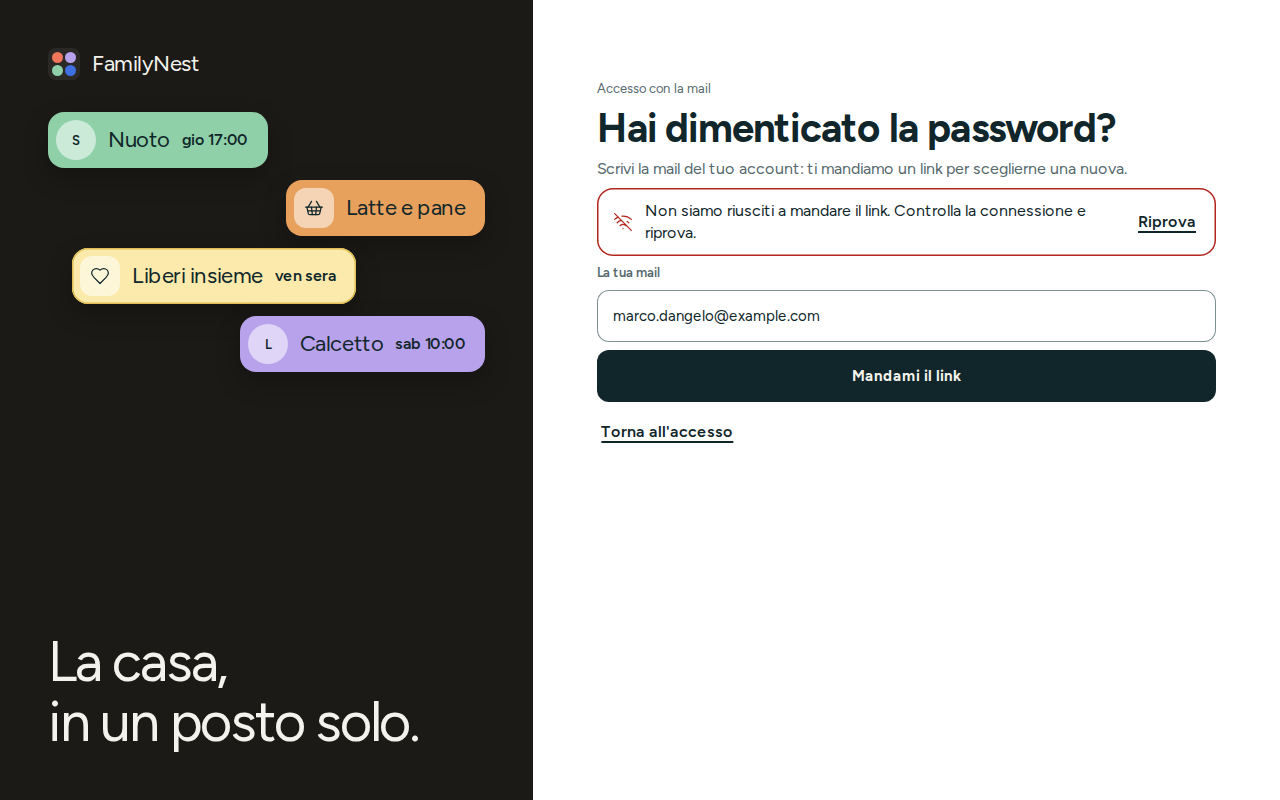 FamilyNest
S Nuoto gio 17:00
Latte e pane
Liberi insieme ven sera
L Calcetto sab 10:00
La casa,
in un posto solo.
Accesso con la mail
Hai dimenticato la password?
Scrivi la mail del tuo account: ti mandiamo un link per sceglierne una nuova.
Non siamo riusciti a mandare il link. Controlla la connessione e
riprova.
Riprova
La tua mail
marco.dangelo@example.com
Mandami il link
Torna all'accesso